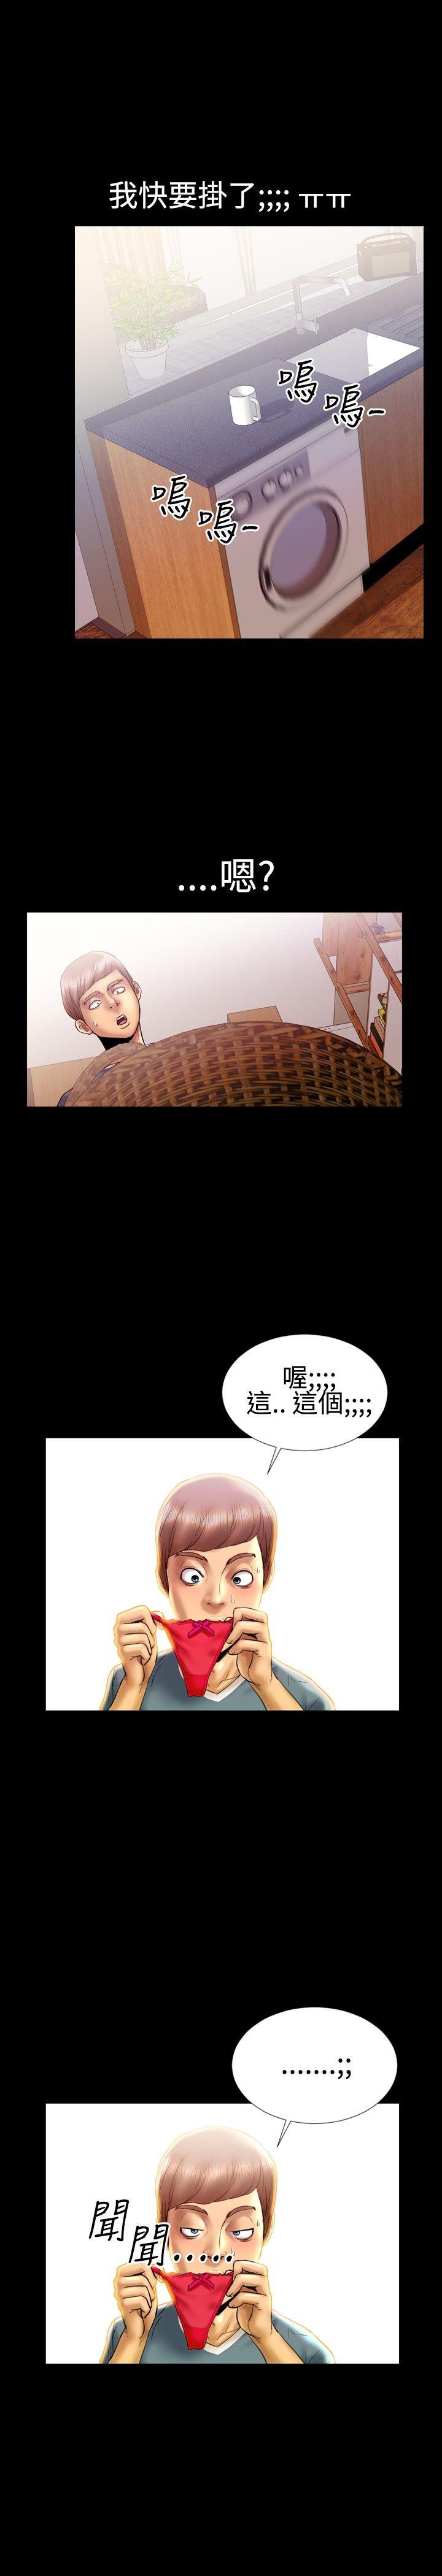 我快要掛了;;;; ㅠㅠ
嗚
嗚-
嗚
嗚-
....嗯?
喔;;;;
這.. 這個;;;;
.......;;
聞
聞.....